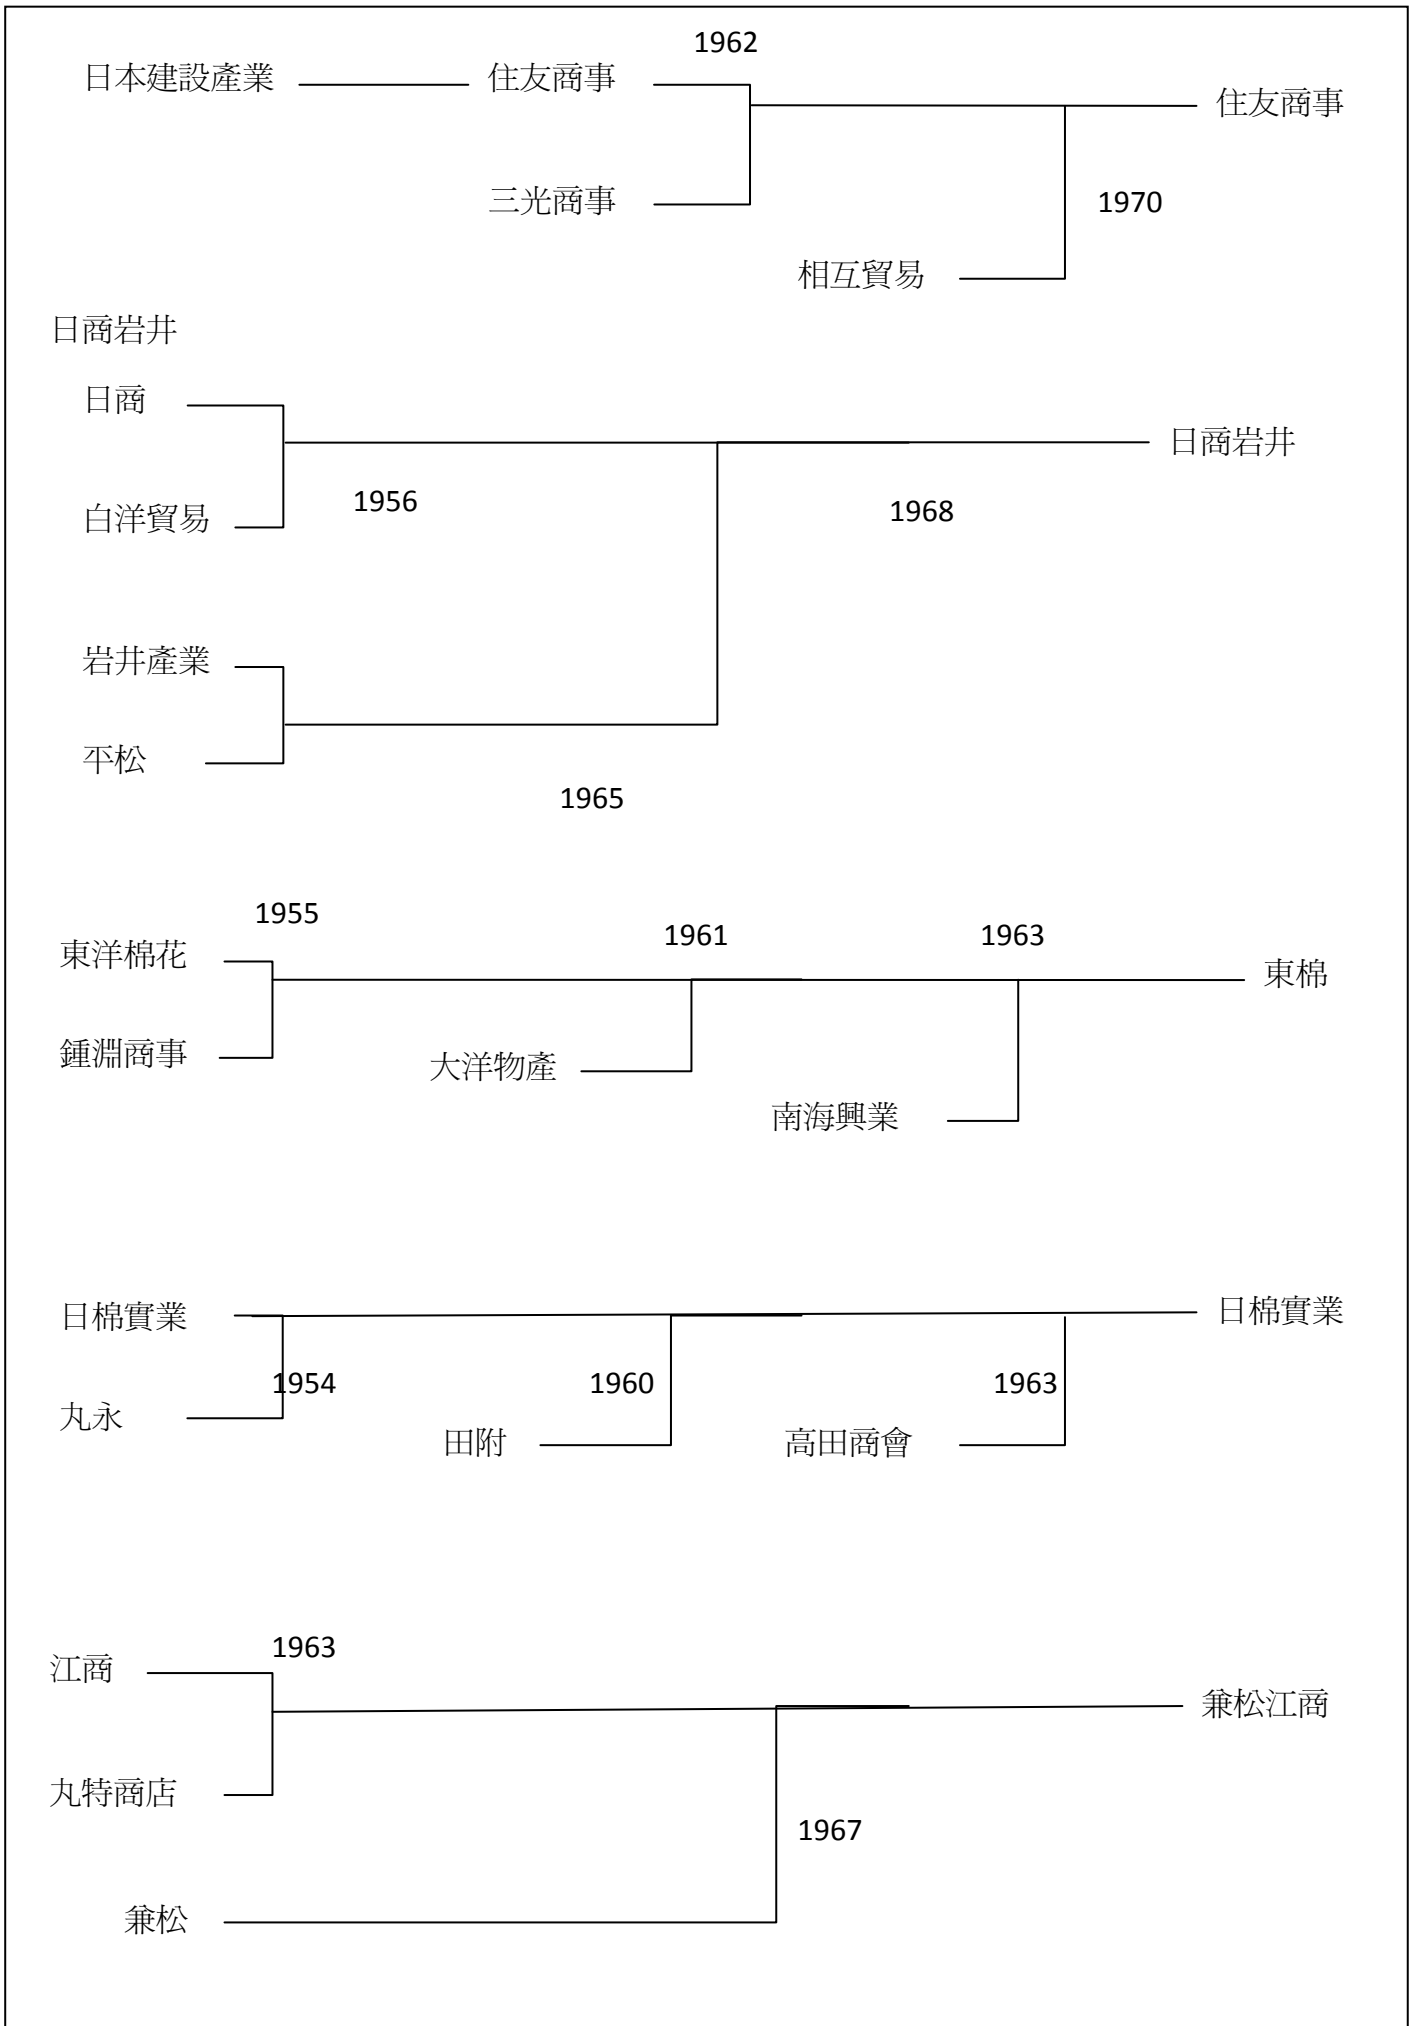 1962
日本建設產業
住友商事
住友商事
三光商事
1970
相互貿易
日商岩井
日商
日商岩井
1956
1968
白洋貿易
岩井產業
平松
1965
1955
1961
1963
東洋棉花
東棉
鍾淵商事
大洋物產
南海興業
日棉實業
日棉實業
1954
1960
1963
丸永
田附
高田商會
1963
江商
兼松江商
丸特商店
1967
兼松